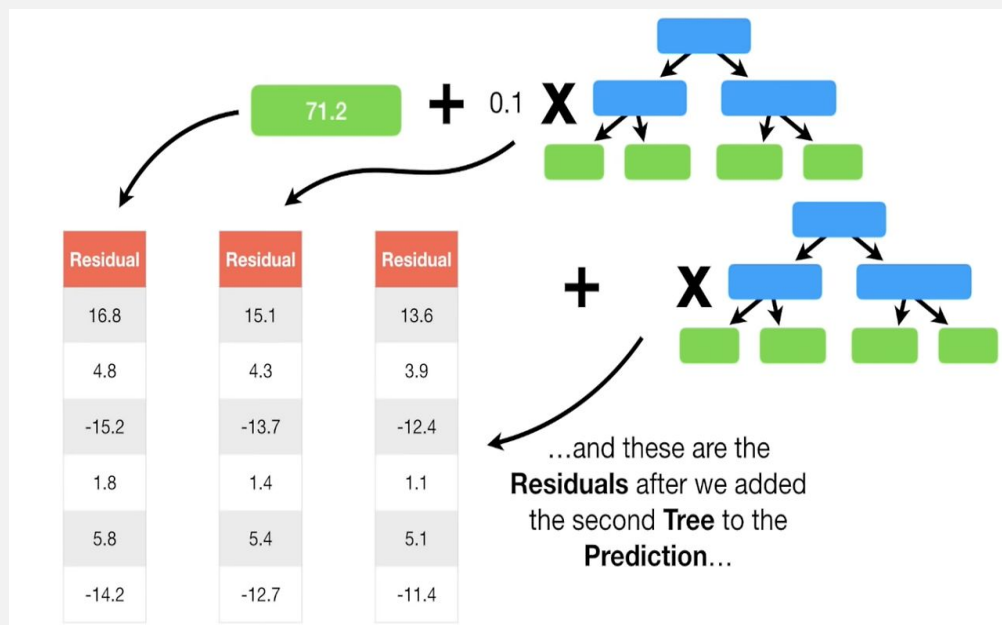 71.2
+ 0.1 X
Residual Residual Residual
16.8 15.1 13.6
+ X
4.8 4.3 3.9
-15.2 -13.7 -12.4
1.8 1.4 1.1
5.8 5.4 5.1
-14.2 -12.7 -11.4
...and these are the
Residuals after we added
the second Tree to the
Prediction...